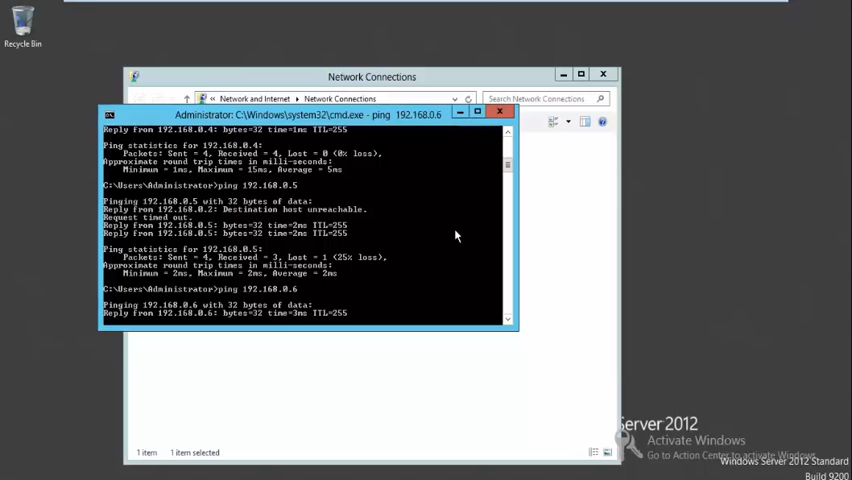 Recycle Bin
Network Connections
Network and Internet
Network Connections
Search Network Connections
Administrator: C:\Windows\system32\cmd.exe - ping 192.168.0.6
Reply from 192.168.0.4: bytes=32 time=1ms TTL=255
Ping statistics for 192.168.0.4:
Packets: Sent = 4, Received = 4, Lost = 0 (0% loss),
Approximate round trip times in milli-seconds:
Minimum = 1ms, Maximum = 15ms, Average = 5ms
C:\Users\Administrator>ping 192.168.0.5
Pinging 192.168.0.5 with 32 bytes of data:
Reply from 192.168.0.2: Destination host unreachable.
Request timed out.
Reply from 192.168.0.5: bytes=32 time=2ms TTL=255
Reply from 192.168.0.5: bytes=32 time=2ms TTL=255
Ping statistics for 192.168.0.5:
Packets: Sent = 4, Received = 3, Lost = 1 (25% loss),
Approximate round trip times in milli-seconds:
Minimum = 2ms, Maximum = 2ms, Average = 2ms
C:\Users\Administrator>ping 192.168.0.6
Pinging 192.168.0.6 with 32 bytes of data:
Reply from 192.168.0.6: bytes=32 time=3ms TTL=255
1 item 1 item selected
Server 2012
Activate Windows
Go to Action Center to activate Windows.
Windows Server 2012 Standard
Build 9200